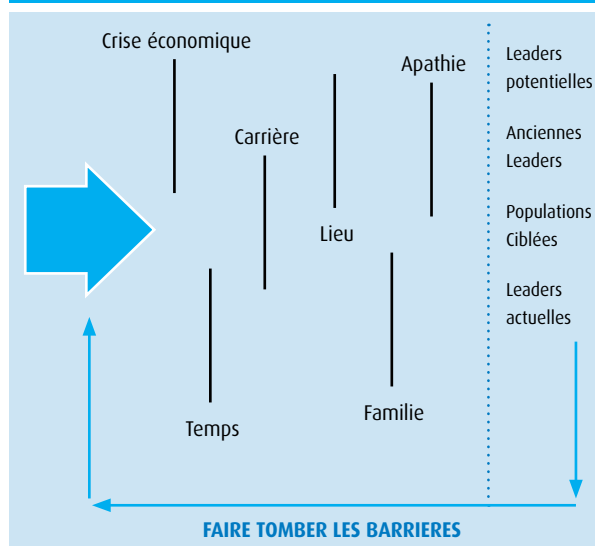 Crise économique
Apathie
Carrière
Lieu
Temps
Familie
Leaders
potentielles
Anciennes
Leaders
Populations
Ciblées
Leaders
actuelles
FAIRE TOMBER LES BARRIERES